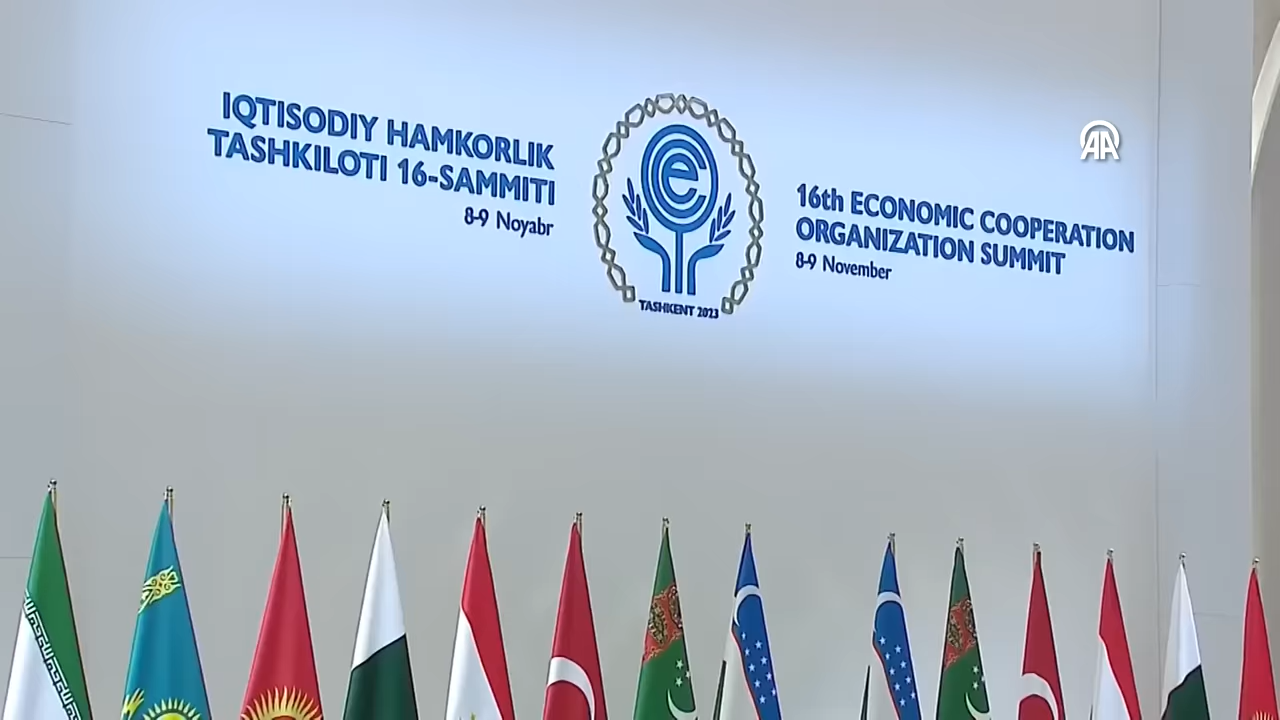 IQTISODIY HAMKORLIK
TASHKILOTI 16-SAMMITI
8-9 Noyabr
e
TASHKENT 2023
16th ECONOMIC COOPERATION
ORGANIZATION SUMMIT
8-9 November
AA